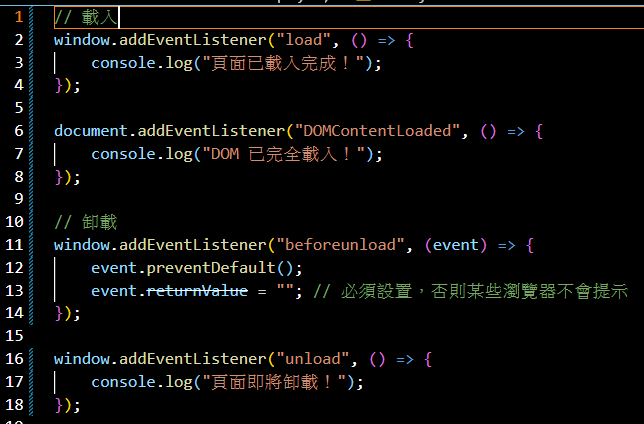 1 // 載入
2 window.addEventListener("load", () => {
3 console.log("頁面已載入完成！");
4 });
5
6 document.addEventListener("DOMContentLoaded", () => {
7 console.log("DOM 已完全載入！");
8 });
9
10 // 卸載
11 window.addEventListener("beforeunload", (event) => {
12 event.preventDefault();
13 event.returnValue = ""; // 必須設置，否則某些瀏覽器不會提示
14 });
15
16 window.addEventListener("unload", () => {
17 console.log("頁面即將卸載！");
18 });